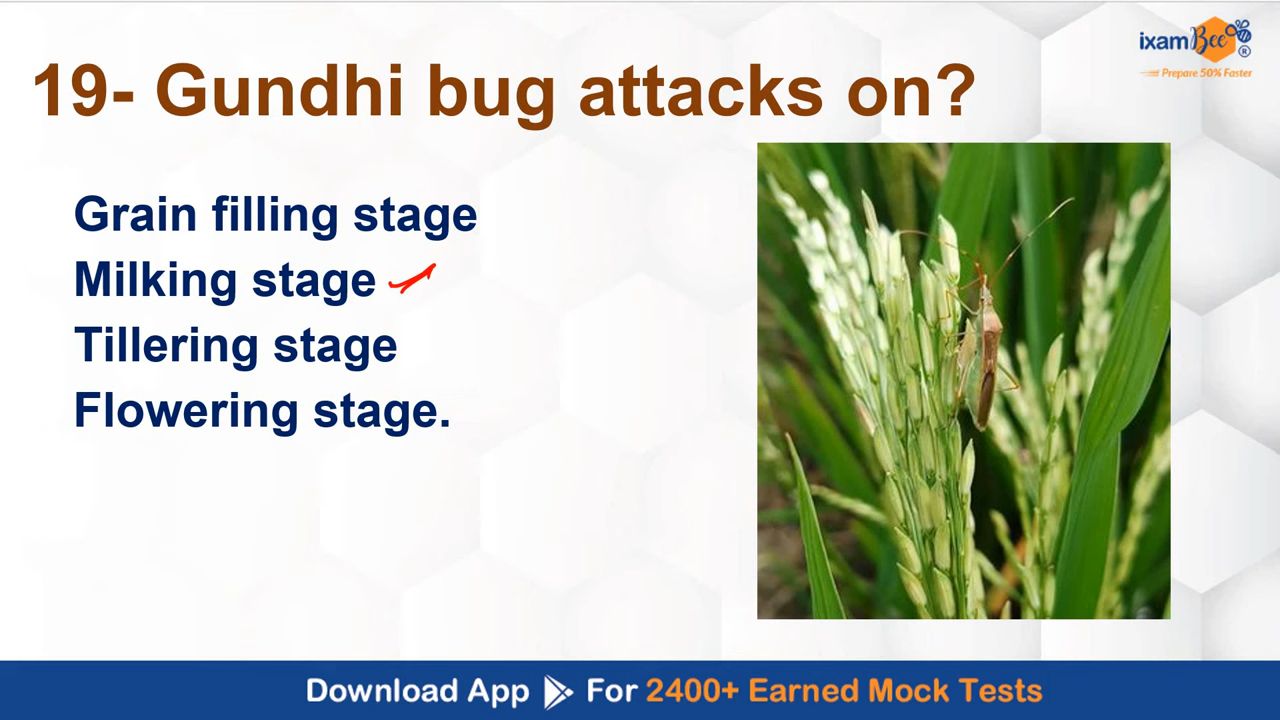 ixamBee®
Prepare 50% Faster
19- Gundhi bug attacks on?
Grain filling stage
Milking stage
Tillering stage
Flowering stage.
Download App For 2400+ Earned Mock Tests